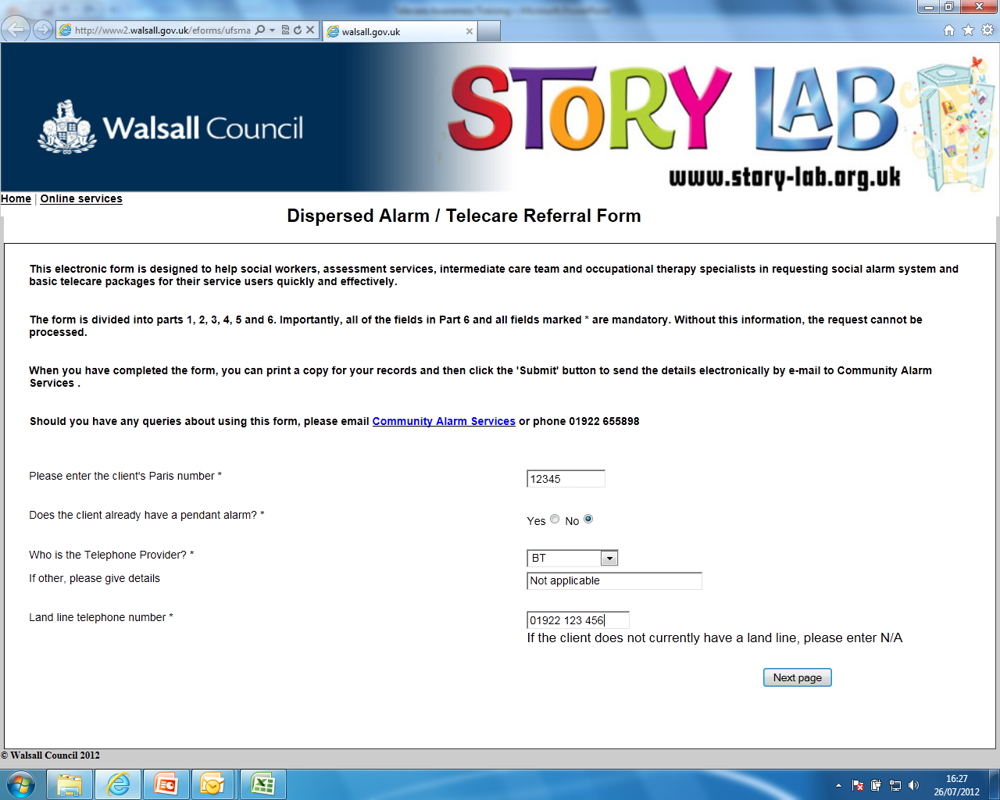 Telecare Awareness Training - Microsoft PowerPoint
http://www2.walsall.gov.uk/eforms/ufsma
walsall.gov.uk
Walsall Council
STORY LAB
www.story-lab.org.uk
Home | Online services
Dispersed Alarm / Telecare Referral Form
This electronic form is designed to help social workers, assessment services, intermediate care team and occupational therapy specialists in requesting social alarm system and
basic telecare packages for their service users quickly and effectively.
The form is divided into parts 1, 2, 3, 4, 5 and 6. Importantly, all of the fields in Part 6 and all fields marked * are mandatory. Without this information, the request cannot be
processed.
When you have completed the form, you can print a copy for your records and then click the 'Submit' button to send the details electronically by e-mail to Community Alarm
Services .
Should you have any queries about using this form, please email Community Alarm Services or phone 01922 655898
Please enter the client's Paris number * 12345
Does the client already have a pendant alarm? * Yes No
Who is the Telephone Provider? * BT
If other, please give details Not applicable
Land line telephone number * 01922 123 456
If the client does not currently have a land line, please enter N/A
Next page
© Walsall Council 2012
16:27
26/07/2012